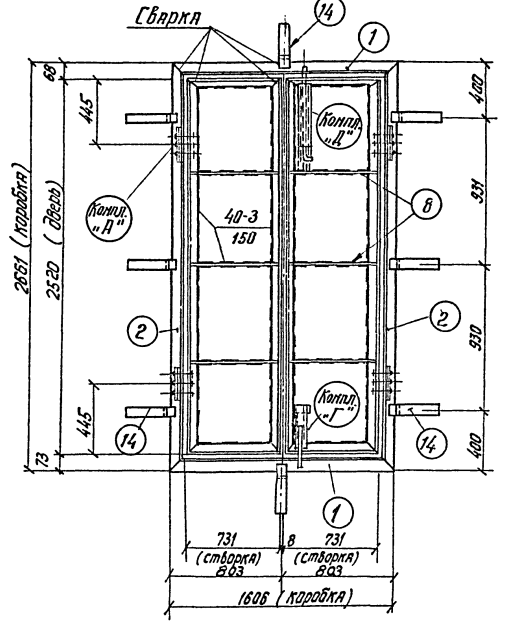 Сварка
14
1
68
445
400
Компл. "Д"
931
Компл. "А"
40-З
150
8
2661 (коробка)
2520 (дверь)
2
2
930
445
Компл. "Г"
14
14
400
73
1
731
8
731
(створка)
(створка)
803
803
1606 (коробка)